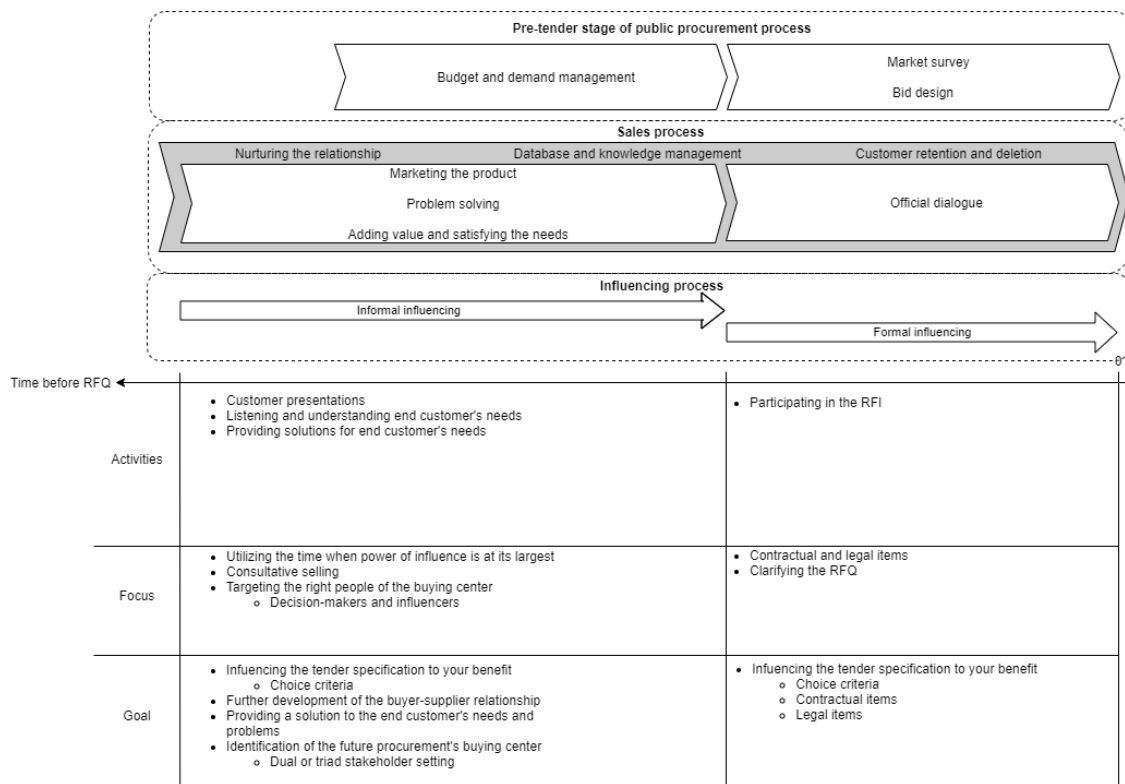 Pre-tender stage of public procurement process
Budget and demand management
Market survey
Bid design
Sales process
Nurturing the relationship
Database and knowledge management
Customer retention and deletion
Marketing the product
Problem solving
Adding value and satisfying the needs
Official dialogue
Influencing process
Informal influencing
Formal influencing
Time before RFQ
Activities
• Customer presentations
• Listening and understanding end customer's needs
• Providing solutions for end customer's needs
• Participating in the RFI
Focus
• Utilizing the time when power of influence is at its largest
• Consultative selling
• Targeting the right people of the buying center
◦ Decision-makers and influencers
• Contractual and legal items
• Clarifying the RFQ
Goal
• Influencing the tender specification to your benefit
◦ Choice criteria
• Further development of the buyer-supplier relationship
• Providing a solution to the end customer's needs and
problems
• Identification of the future procurement's buying center
◦ Dual or triad stakeholder setting
• Infuencing the tender specification to your benefit
◦ Choice criteria
◦ Contractual items
◦ Legal items